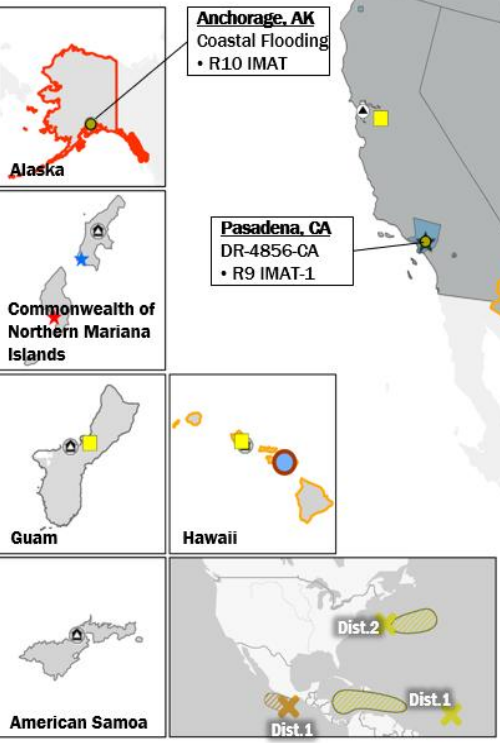 Anchorage, AK
Coastal Flooding
• R10 IMAT
Alaska
Pasadena, CA
DR-4856-CA
• R9 IMAT-1
Commonwealth of
Northern Mariana
Islands
Guam
Hawaii
American Samoa
Dist.2
Dist.1
Dist.1